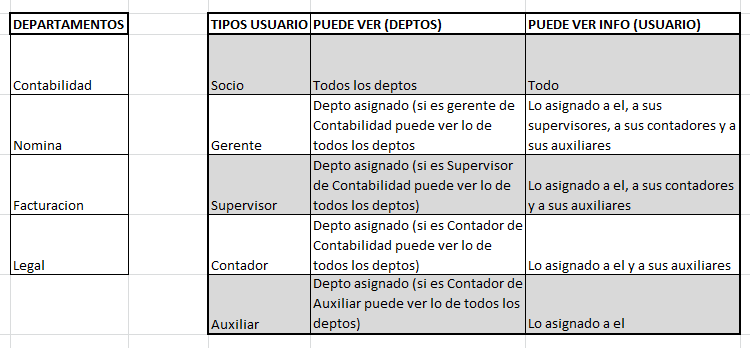 DEPARTAMENTOS
Contabilidad
Nomina
Facturacion
Legal
TIPOS USUARIO PUEDE VER (DEPTOS) PUEDE VER INFO (USUARIO)
Socio Todos los deptos Todo
Gerente
Depto asignado (si es gerente de
Contabilidad puede ver lo de
todos los deptos
Lo asignado a el, a sus
supervisores, a sus contadores y a
sus auxiliares
Supervisor
Depto asignado (si es Supervisor
de Contabilidad puede ver lo de
todos los deptos)
Lo asignado a el, a sus contadores
y a sus auxiliares
Contador
Depto asignado (si es Contador de
Contabilidad puede ver lo de
todos los deptos)
Lo asignado a el y a sus auxiliares
Auxiliar
Depto asignado (si es Contador de
Auxiliar puede ver lo de todos los
deptos)
Lo asignado a el